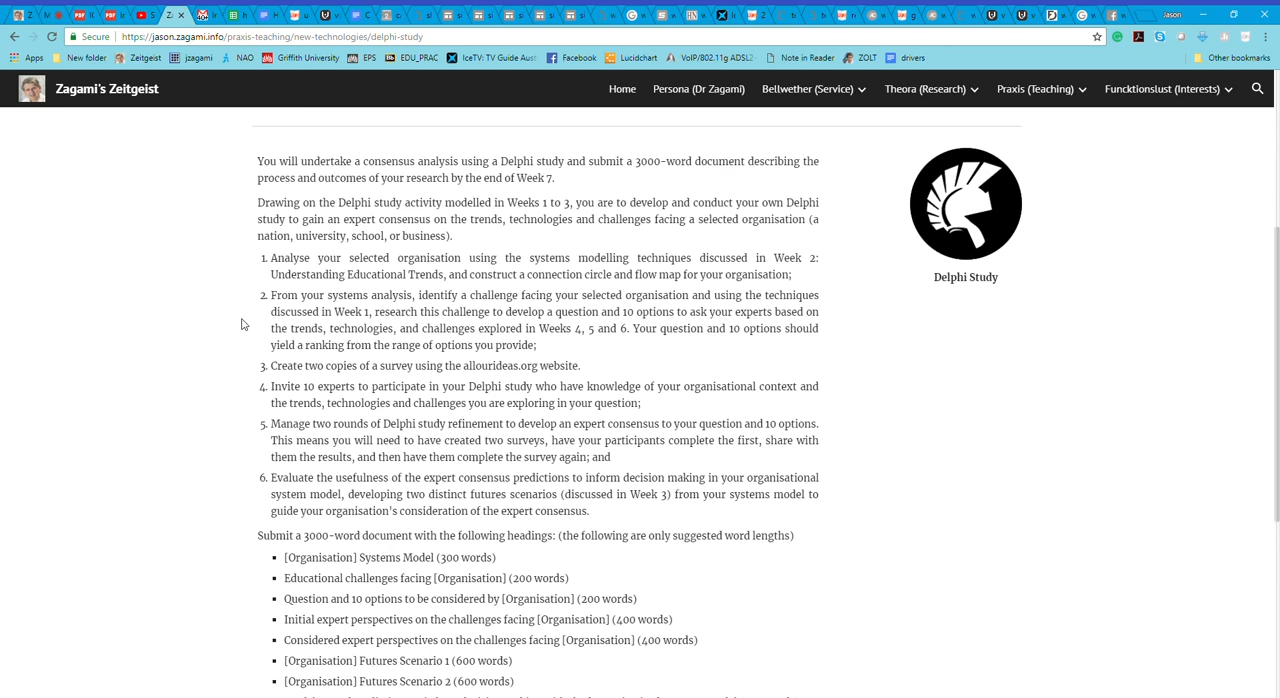 Jason
Secure https://jason.zagami.info/praxis-teaching/new-technologies/delphi-study
Apps New folder Zeitgeist jzagami NAO Griffith University EPS EDU_PRAC IceTV: TV Guide Aust Facebook Lucidchart VoIP/802.11g ADSL2 Note in Reader ZOLT drivers Other bookmarks
Zagami's Zeitgeist Home Persona (Dr Zagami) Bellwether (Service) Theora (Research) Praxis (Teaching) Funcktionslust (Interests)
You will undertake a consensus analysis using a Delphi study and submit a 3000-word document describing the
process and outcomes of your research by the end of Week 7.
Drawing on the Delphi study activity modelled in Weeks 1 to 3, you are to develop and conduct your own Delphi
study to gain an expert consensus on the trends, technologies and challenges facing a selected organisation (a
nation, university, school, or business).
1. Analyse your selected organisation using the systems modelling techniques discussed in Week 2:
Understanding Educational Trends, and construct a connection circle and flow map for your organisation;
2. From your systems analysis, identify a challenge facing your selected organisation and using the techniques
discussed in Week 1, research this challenge to develop a question and 10 options to ask your experts based on
the trends, technologies, and challenges explored in Weeks 4, 5 and 6. Your question and 10 options should
yield a ranking from the range of options you provide;
3. Create two copies of a survey using the allourideas.org website.
4. Invite 10 experts to participate in your Delphi study who have knowledge of your organisational context and
the trends, technologies and challenges you are exploring in your question;
5. Manage two rounds of Delphi study refinement to develop an expert consensus to your question and 10 options.
This means you will need to have created two surveys, have your participants complete the first, share with
them the results, and then have them complete the survey again; and
6. Evaluate the usefulness of the expert consensus predictions to inform decision making in your organisational
system model, developing two distinct futures scenarios (discussed in Week 3) from your systems model to
guide your organisation's consideration of the expert consensus.
Submit a 3000-word document with the following headings: (the following are only suggested word lengths)
[Organisation] Systems Model (300 words)
Educational challenges facing [Organisation] (200 words)
Question and 10 options to be considered by [Organisation] (200 words)
Initial expert perspectives on the challenges facing [Organisation] (400 words)
Considered expert perspectives on the challenges facing [Organisation] (400 words)
[Organisation] Futures Scenario 1 (600 words)
[Organisation] Futures Scenario 2 (600 words)
Delphi Study